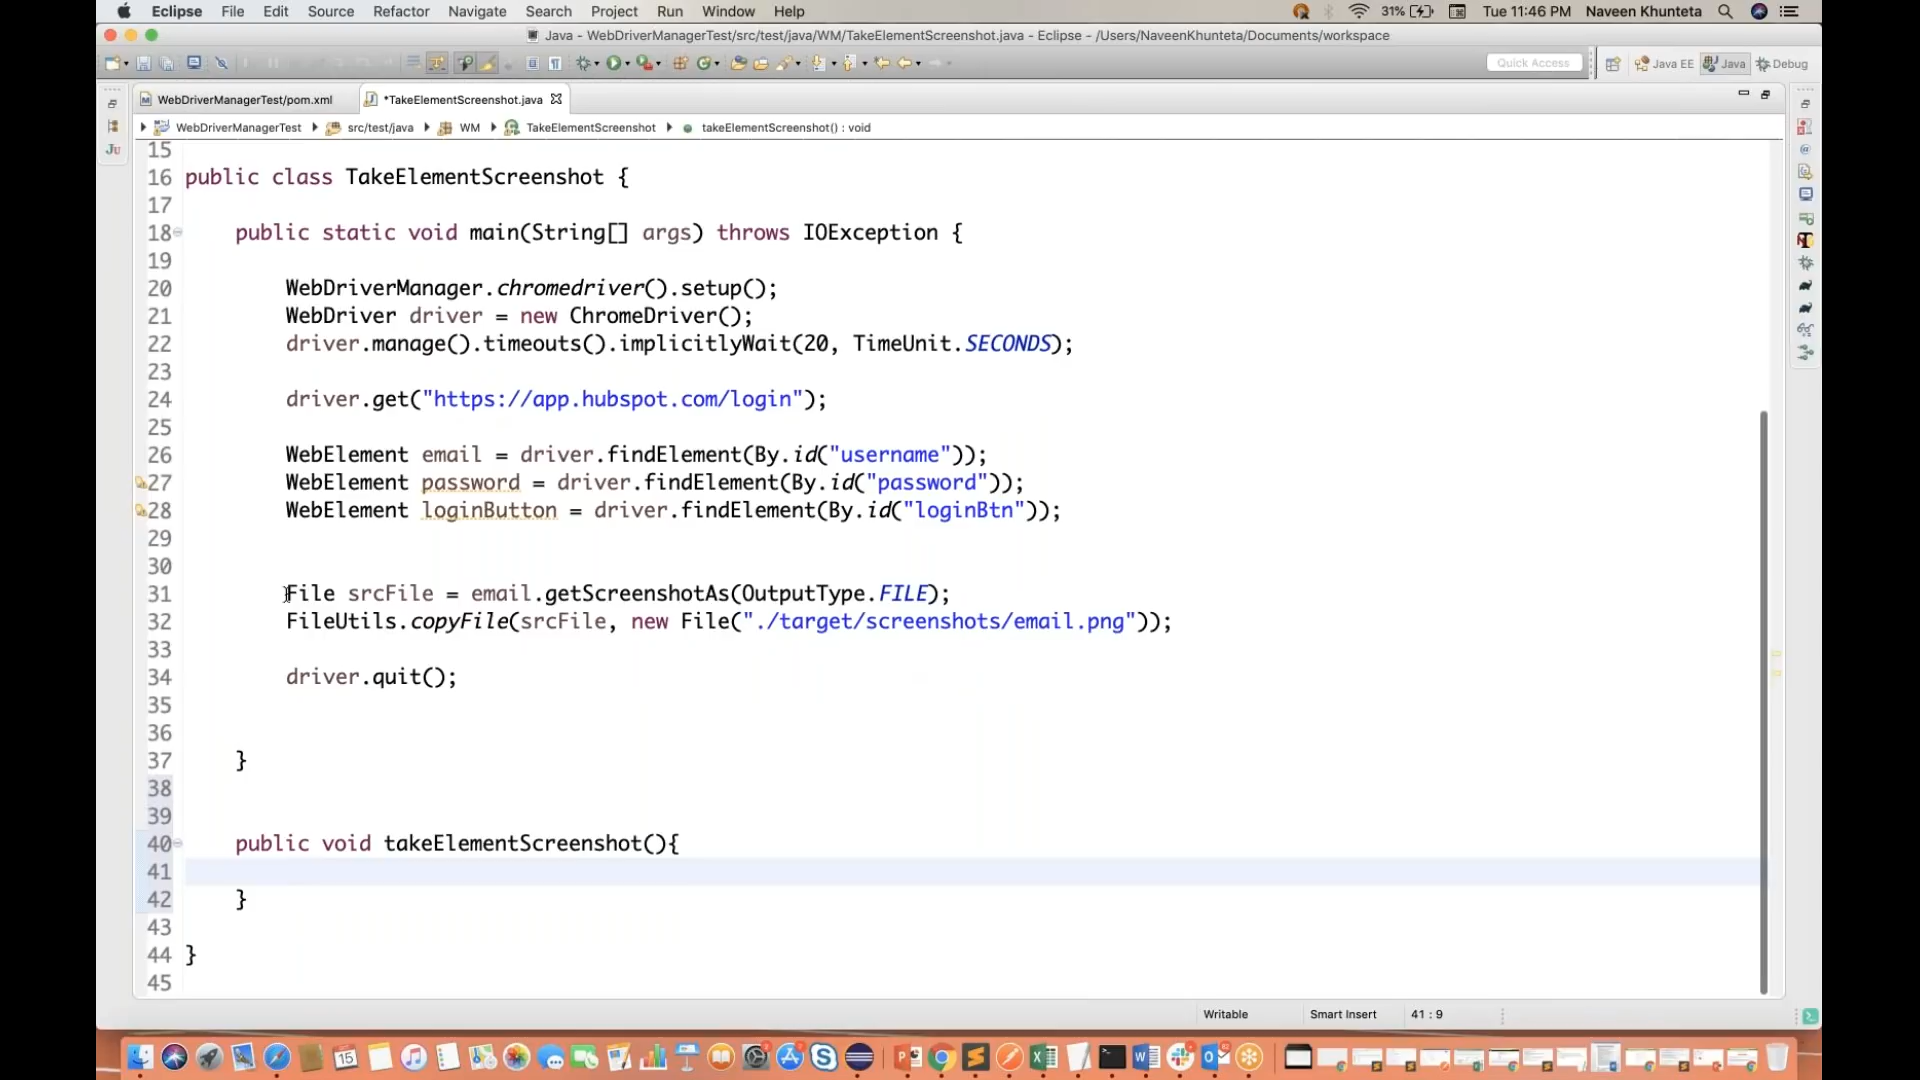 Eclipse File Edit Source Refactor Navigate Search Project Run Window Help 31% Tue 11:46 PM Naveen Khunteta
Java - WebDriverManagerTest/src/test/java/WM/TakeElementScreenshot.java - Eclipse - /Users/NaveenKhunteta/Documents/workspace
Quick Access Java EE Java Debug
WebDriverManagerTest/pom.xml *TakeElementScreenshot.java
WebDriverManagerTest src/test/java WM TakeElementScreenshot takeElementScreenshot() : void
15
16 public class TakeElementScreenshot {
17
18 public static void main(String[] args) throws IOException {
19
20 WebDriverManager.chromedriver().setup();
21 WebDriver driver = new ChromeDriver();
22 driver.manage().timeouts().implicitlyWait(20, TimeUnit.SECONDS);
23
24 driver.get("https://app.hubspot.com/login");
25
26 WebElement email = driver.findElement(By.id("username"));
27 WebElement password = driver.findElement(By.id("password"));
28 WebElement loginButton = driver.findElement(By.id("loginBtn"));
29
30
31 File srcFile = email.getScreenshotAs(OutputType.FILE);
32 FileUtils.copyFile(srcFile, new File("./target/screenshots/email.png"));
33
34 driver.quit();
35
36
37 }
38
39
40 public void takeElementScreenshot(){
41
42 }
43
44 }
45
Writable Smart Insert 41 : 9